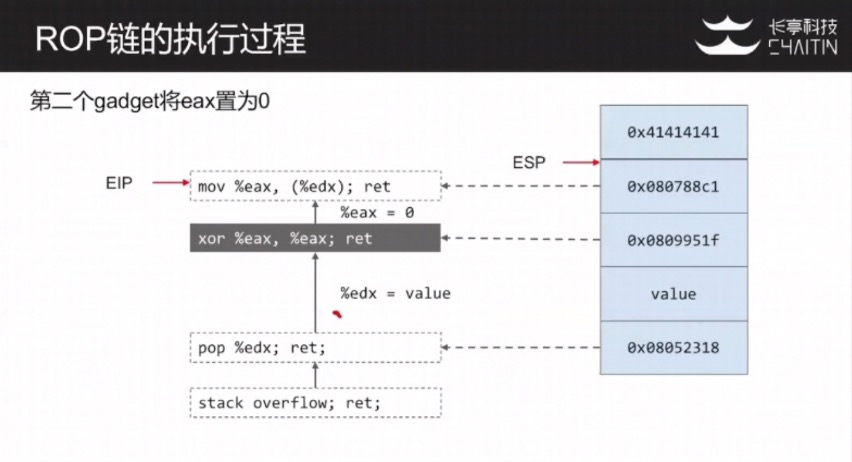 ROP链的执行过程
长亭科技
CHAITIN
第二个gadget将eax置为0
0x41414141
ESP
EIP
mov %eax, (%edx); ret
0x080788c1
%eax = 0
xor %eax, %eax; ret
0x0809951f
%edx = value
value
pop %edx; ret;
0x08052318
stack overflow; ret;